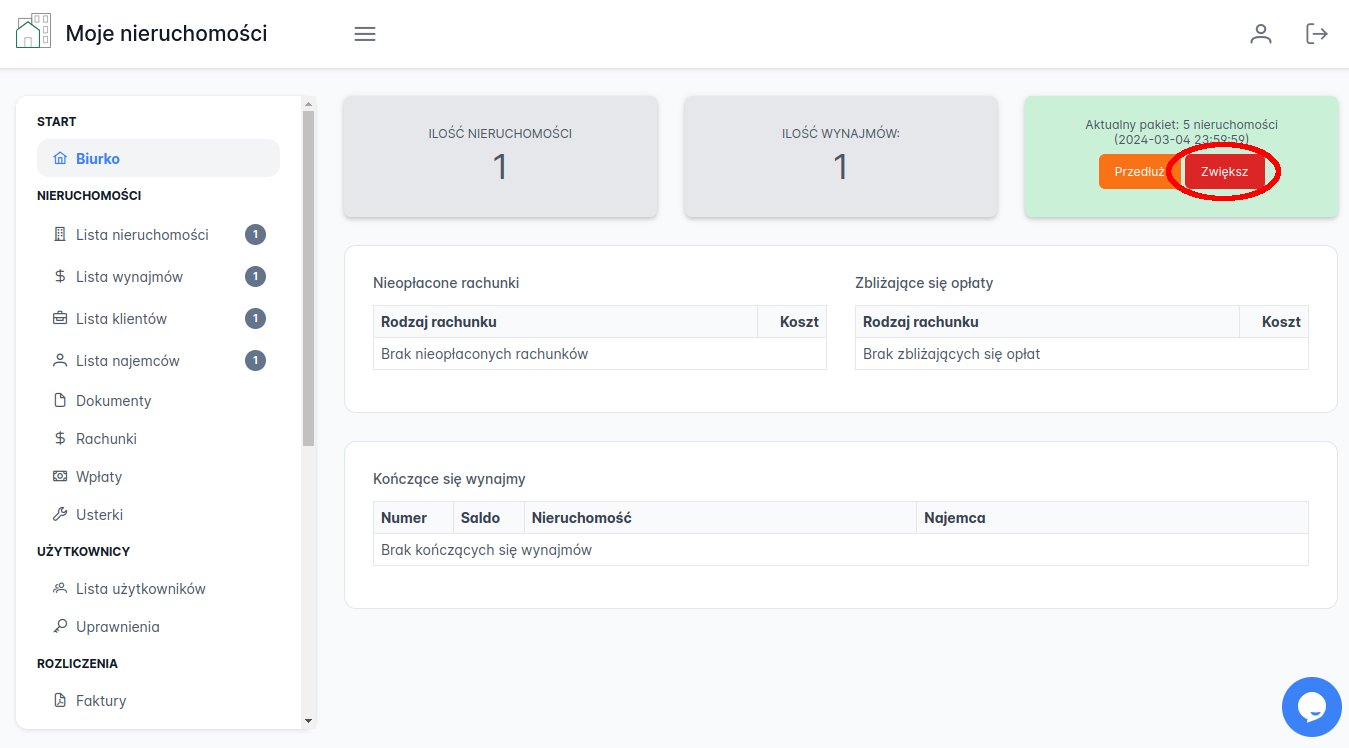 Moje nieruchomości
START
Biurko
NIERUCHOMOŚCI
Lista nieruchomości 1
Lista wynajmów 1
Lista klientów 1
Lista najemców 1
Dokumenty
Rachunki
Wpłaty
Usterki
UŻYTKOWNICY
Lista użytkowników
Uprawnienia
ROZLICZENIA
Faktury
ILOŚĆ NIERUCHOMOŚCI
1
ILOŚĆ WYNAJMÓW:
1
Aktualny pakiet: 5 nieruchomości
(2024-03-04 23:59:59)
Przedłuż Zwiększ
Nieopłacone rachunki
Rodzaj rachunku Koszt
Brak nieopłaconych rachunków
Zbliżające się opłaty
Rodzaj rachunku Koszt
Brak zbliżających się opłat
Kończące się wynajmy
Numer Saldo Nieruchomość Najemca
Brak kończących się wynajmów